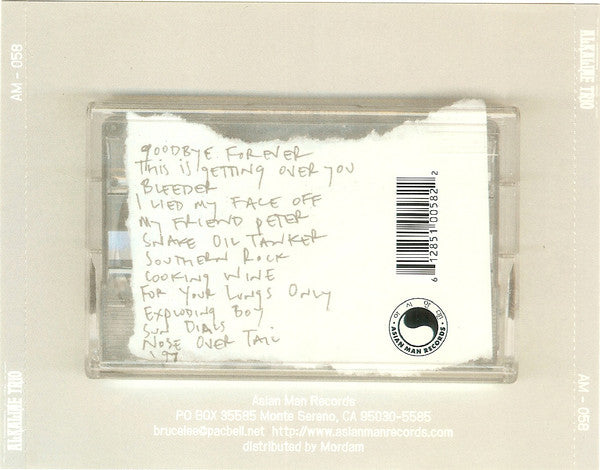 AM - 058
ALKALINE TRIO
GOODBYE FOREVER
THIS IS GETTING OVER YOU
BLEEDER
I LIED MY FACE OFF
MY FRIEND PETER
SNAKE OIL TANKER
SOUTHERN ROCK
COOKING WINE
FOR YOUR LUNGS ONLY
EXPLODING BOY
SUN DIALS
NOSE OVER TAIL
'97
6 12851 00582 2
ASIAN MAN RECORDS
Asian Man Records
PO BOX 35585 Monte Sereno, CA 95030-5585
brucelee@pacbell.net http://www.asianmanrecords.com
distributed by Mordam
ALKALINE TRIO
AM - 058